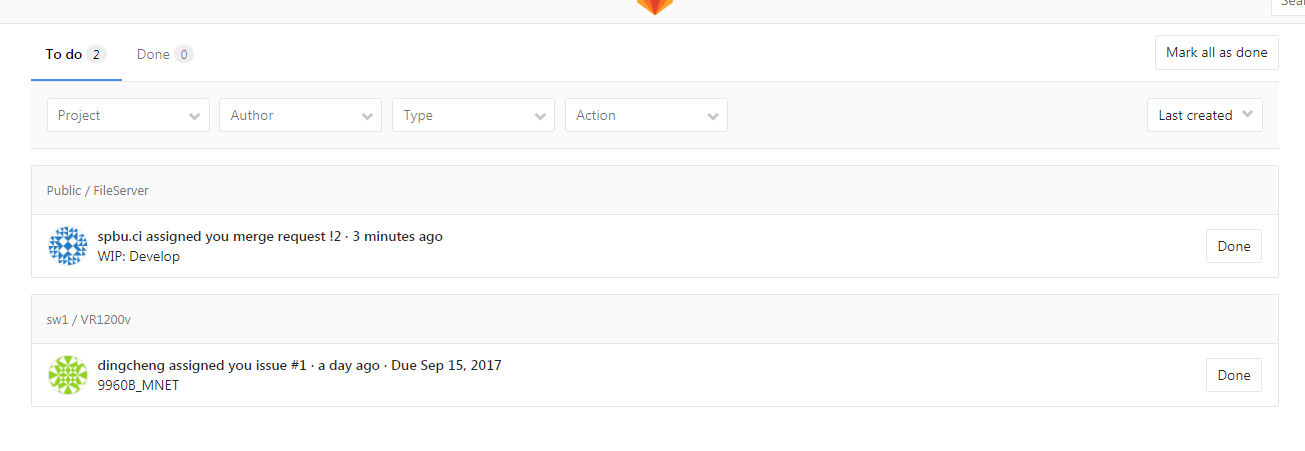 Sear
To do 2 Done 0 Mark all as done
Project Author Type Action Last created
Public / FileServer
spbu.ci assigned you merge request !2 · 3 minutes ago
WIP: Develop
Done
sw1 / VR1200v
dingcheng assigned you issue #1 · a day ago · Due Sep 15, 2017
9960B_MNET
Done